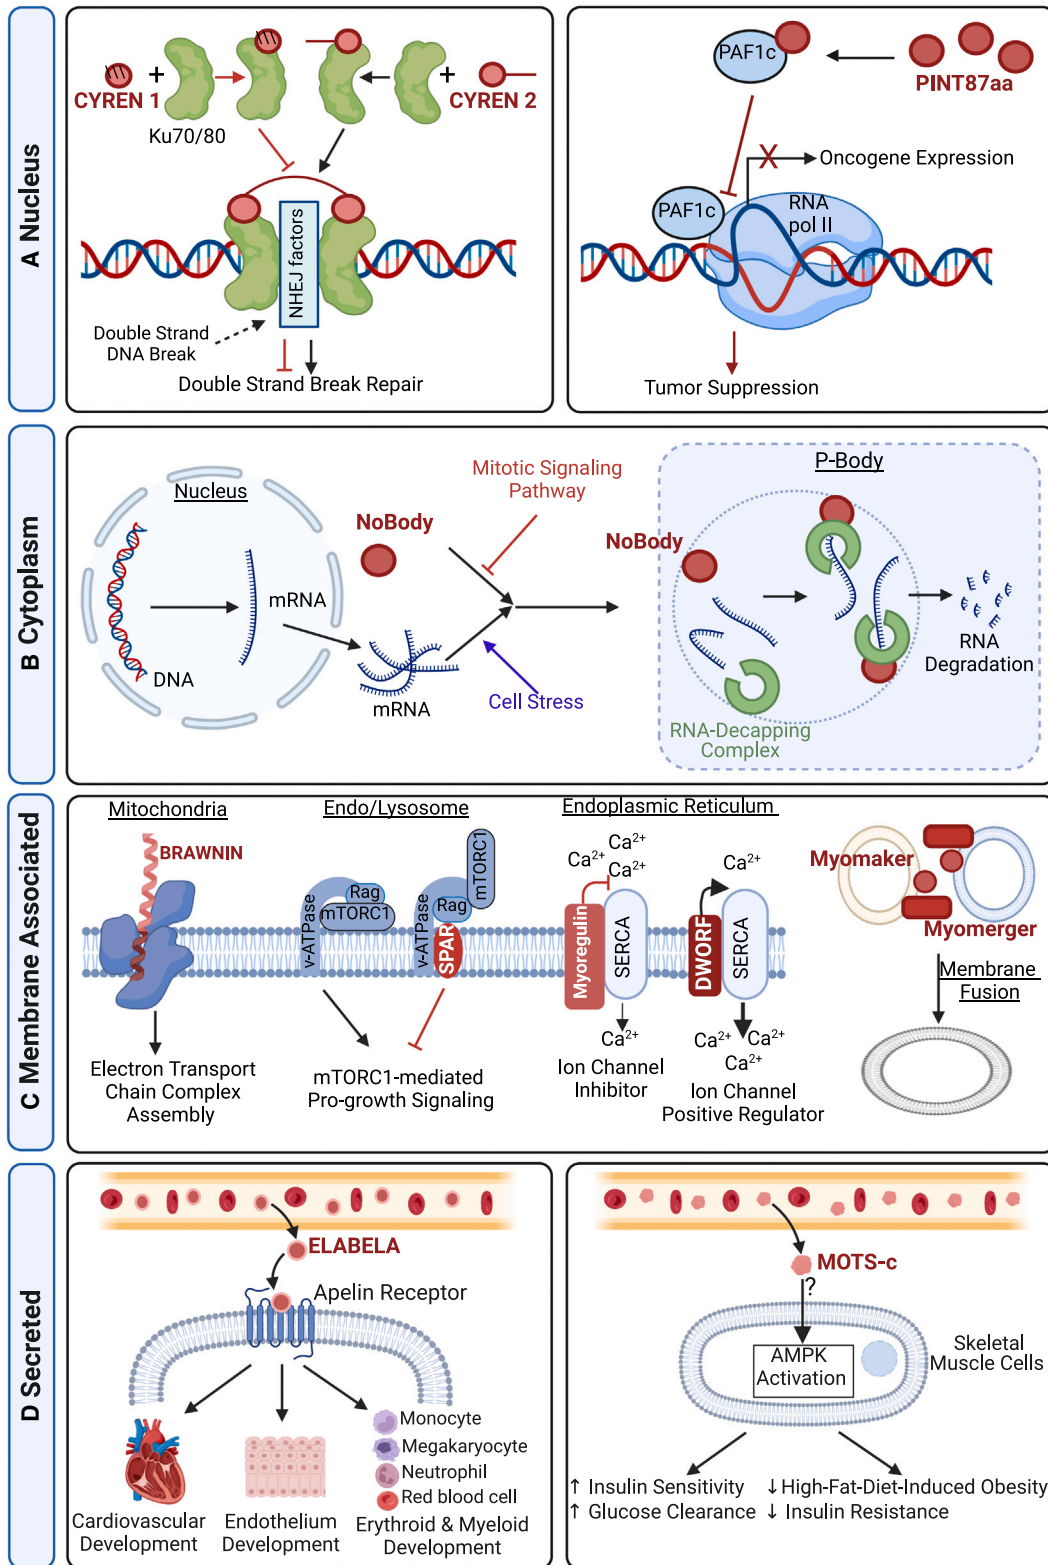 A Nucleus
CYREN 1
+
Ku70/80
+
CYREN 2
NHEJ factors
Double Strand
DNA Break
Double Strand Break Repair
PAF1c
PINT87aa
X
Oncogene Expression
PAF1c
RNA
pol II
Tumor Suppression
B Cytoplasm
Nucleus
DNA
mRNA
mRNA
NoBody
Mitotic Signaling
Pathway
Cell Stress
P-Body
NoBody
RNA-Decapping
Complex
RNA
Degradation
C Membrane Associated
Mitochondria
BRAWNIN
Electron Transport
Chain Complex
Assembly
Endo/Lysosome
v-ATPase
Rag
mTORC1
v-ATPase
Rag
mTORC1
SPAR
mTORC1-mediated
Pro-growth Signaling
Endoplasmic Reticulum
Ca2+
Ca2+
Ca2+
Myoregulin
SERCA
Ca2+
Ion Channel
Inhibitor
Ca2+
DWORF
SERCA
Ca2+ Ca2+
Ca2+
Ion Channel
Positive Regulator
Myomaker
Myomerger
Membrane
Fusion
D Secreted
ELABELA
Apelin Receptor
Cardiovascular
Development
Endothelium
Development
Monocyte
Megakaryocyte
Neutrophil
Red blood cell
Erythroid & Myeloid
Development
MOTS-c
?
AMPK
Activation
Skeletal
Muscle Cells
↑ Insulin Sensitivity
↑ Glucose Clearance
↓High-Fat-Diet-Induced Obesity
↓ Insulin Resistance